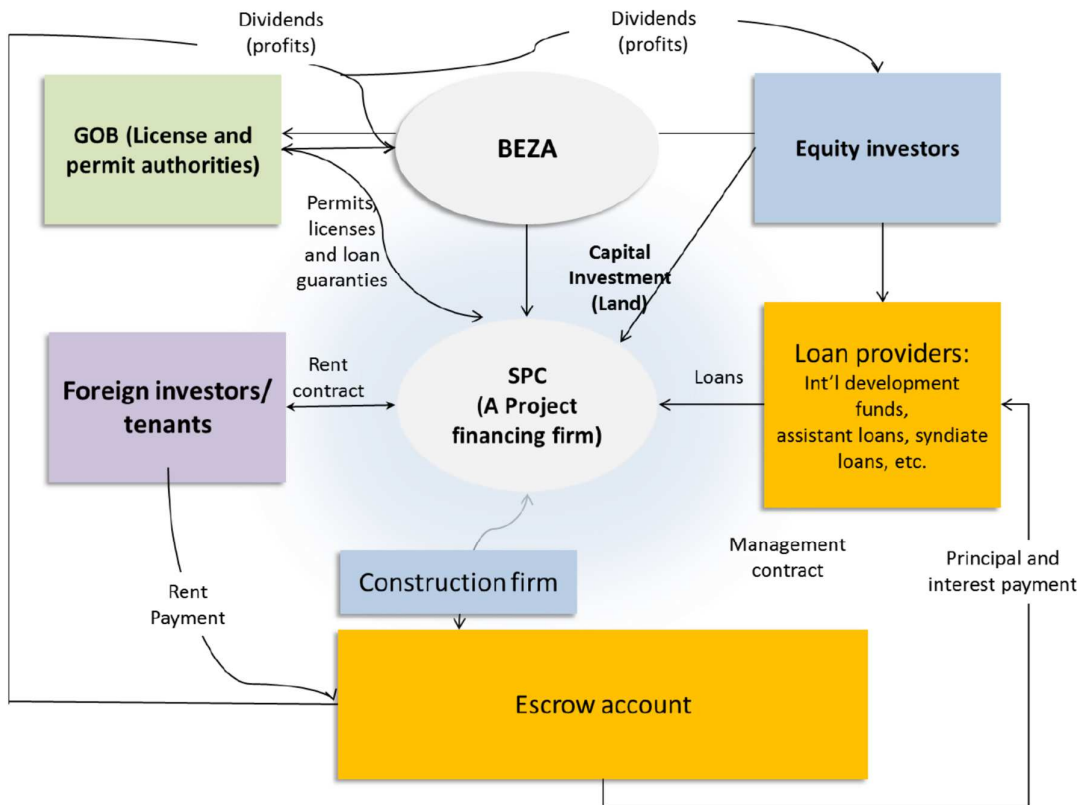 Dividends
(profits)
Dividends
(profits)
GOB (License and
permit authorities)
BEZA
Equity investors
Permits,
licenses
and loan
guaranties
Capital
Investment
(Land)
Foreign investors/
tenants
Rent
contract
SPC
(A Project
financing firm)
Loans
Loan providers:
Int'l development
funds,
assistant loans, syndiate
loans, etc.
Management
contract
Principal and
interest payment
Construction firm
Rent
Payment
Escrow account